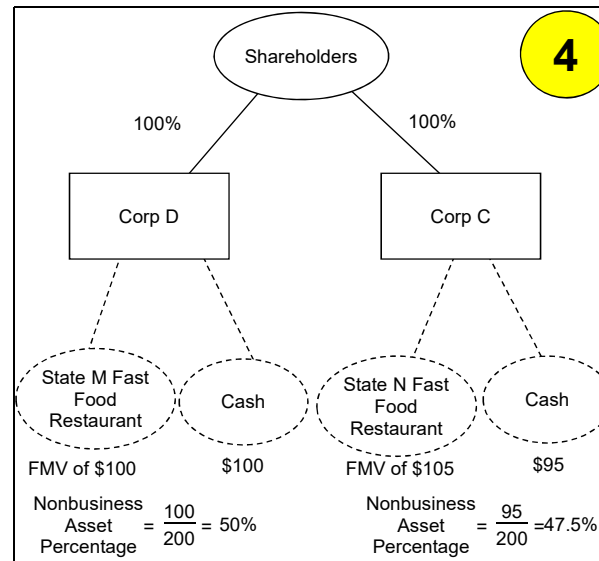 Shareholders
4
100%
100%
Corp D
Corp C
State M Fast
Food
Restaurant
Cash
State N Fast
Food
Restaurant
Cash
FMV of $100
$100
FMV of $105
$95
Nonbusiness
Asset
Percentage
= 100/200 = 50%
Nonbusiness
Asset
Percentage
= 95/200 =47.5%